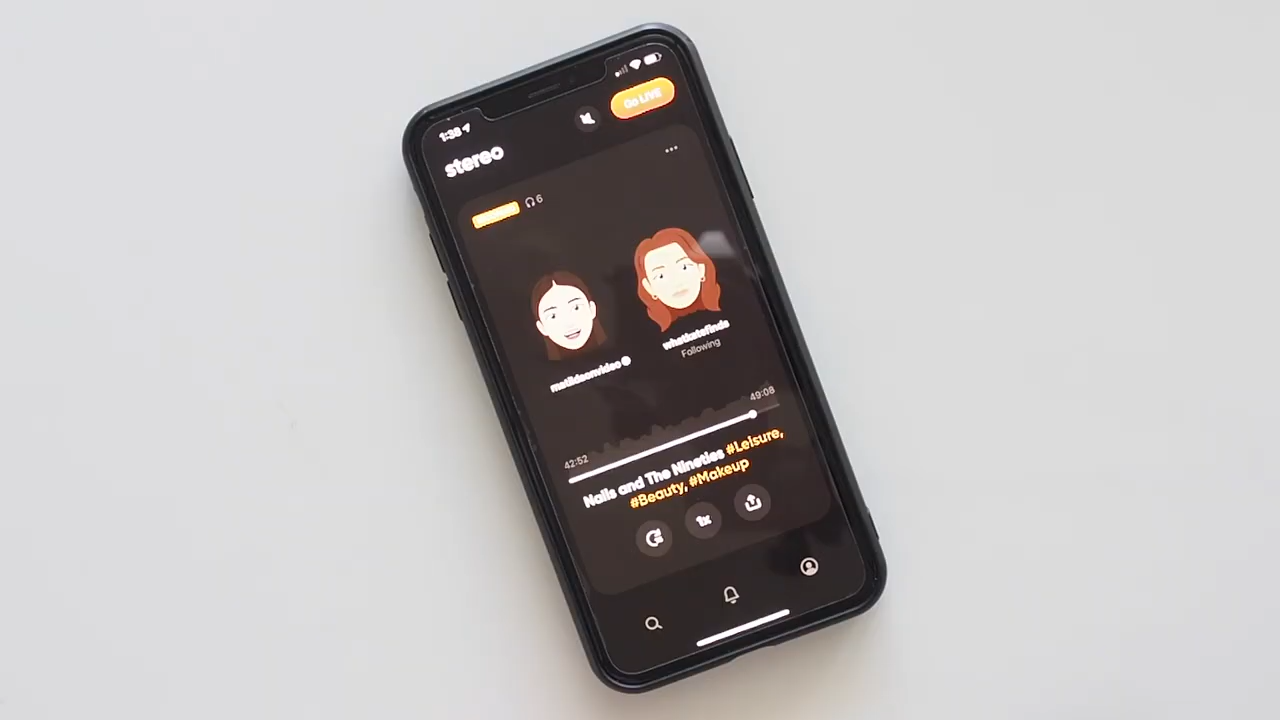 1:38
Go LIVE
stereo
6
matildeonvideo
whatkatefinds
Following
42:52
49:08
Nails and The Nineties #Leisure,
#Beauty, #Makeup
1x